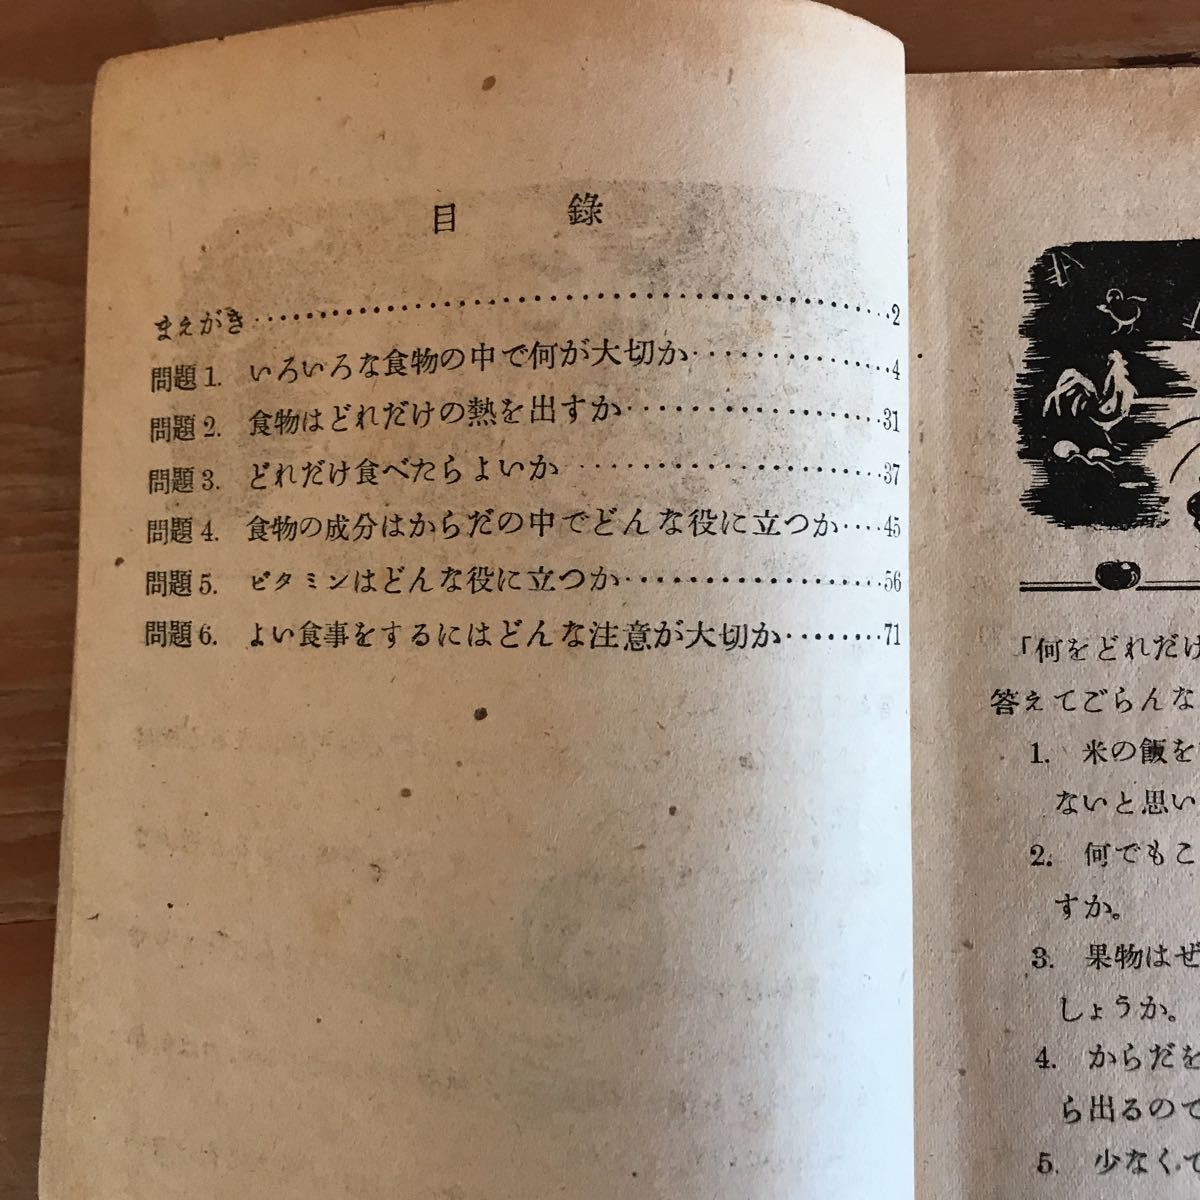 目錄
まえがき……………………………………………2
問題1. いろいろな食物の中で何が大切か………………4
問題2. 食物はどれだけの熱を出すか…………………31
問題3. どれだけ食べたらよいか……………………37
問題4. 食物の成分はからだの中でどんな役に立つか····45
問題5. ビタミンはどんな役に立つか…………………56
問題6. よい食事をするにはどんな注意が大切か········71
「何をどれだけ
答えてごらんな
1. 米の飯を
ないと思い
2. 何でもこ
すか。
3. 果物はぜ
しょうか。
4. からだを
ら出るので
5. 少なくて